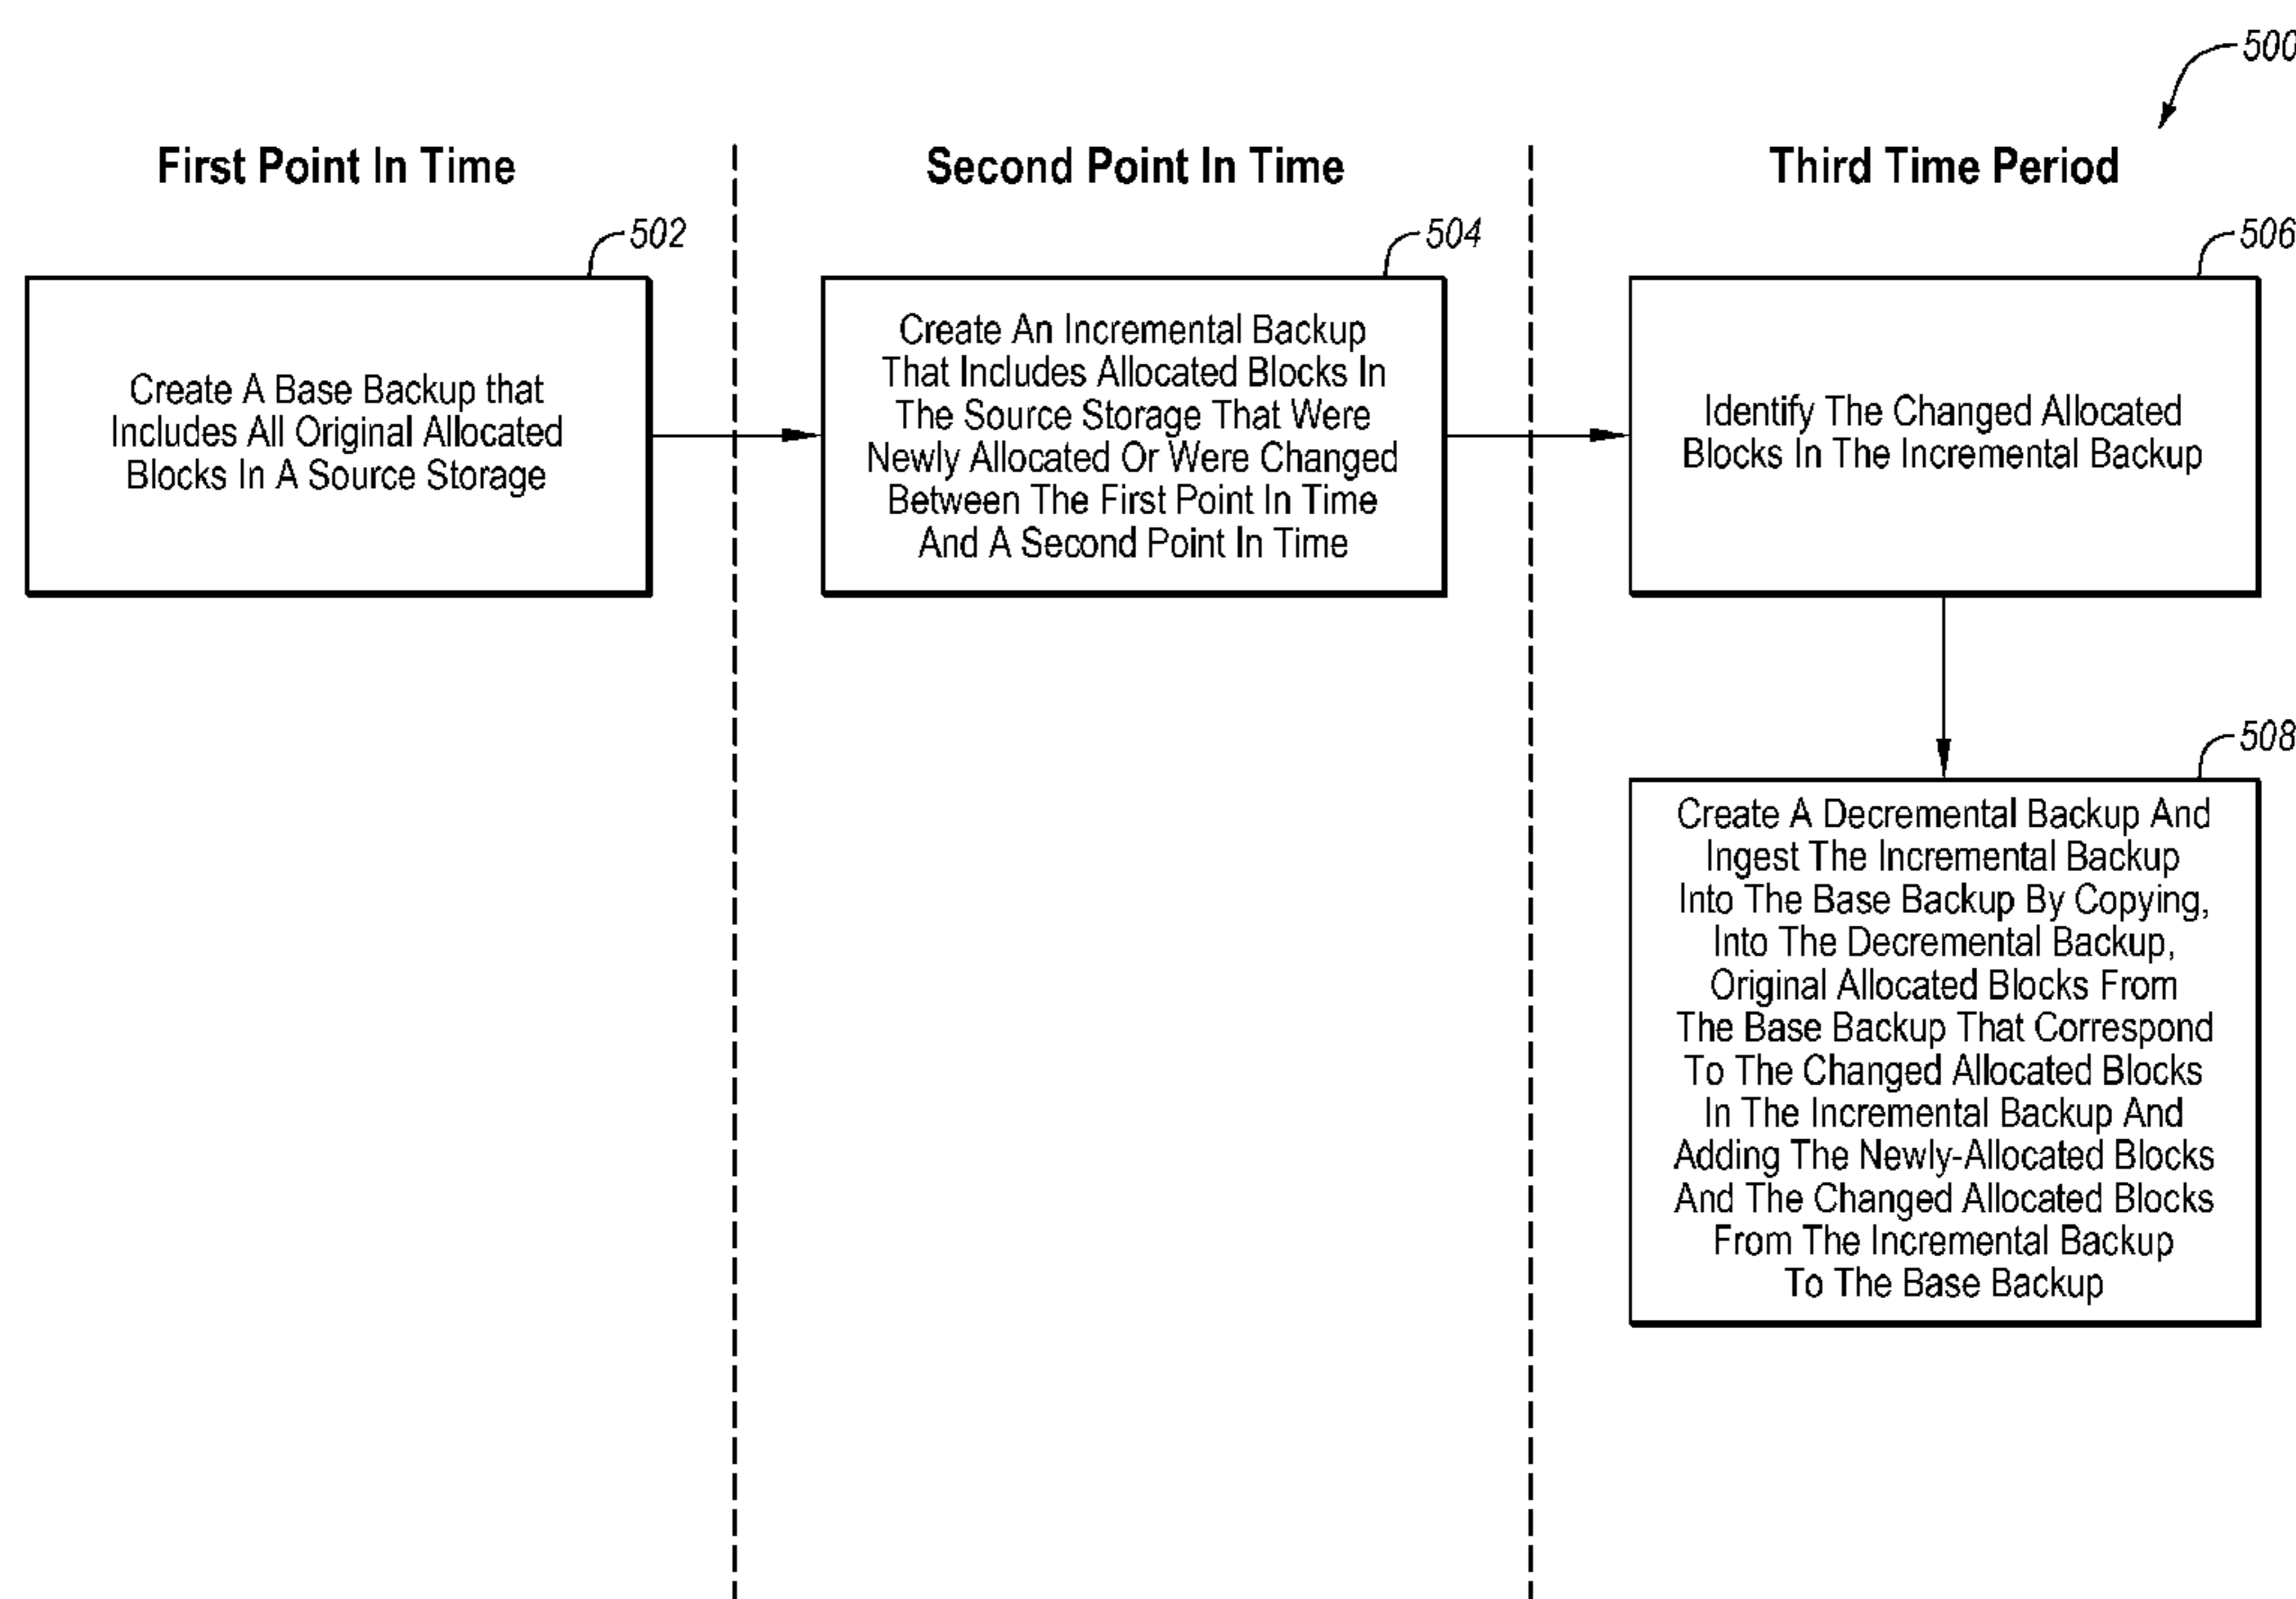 500
First Point In Time
Second Point In Time
Third Time Period
502
504
506
Create A Base Backup that
Includes All Original Allocated
Blocks In A Source Storage
Create An Incremental Backup
That Includes Allocated Blocks In
The Source Storage That Were
Newly Allocated Or Were Changed
Between The First Point In Time
And A Second Point In Time
Identify The Changed Allocated
Blocks In The Incremental Backup
508
Create A Decremental Backup And
Ingest The Incremental Backup
Into The Base Backup By Copying,
Into The Decremental Backup,
Original Allocated Blocks From
The Base Backup That Correspond
To The Changed Allocated Blocks
In The Incremental Backup And
Adding The Newly-Allocated Blocks
And The Changed Allocated Blocks
From The Incremental Backup
To The Base Backup